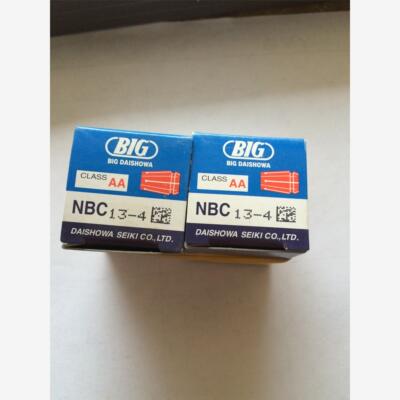 BIG
BIG DAISHOWA
CLASS
AA
NBC 13-4
DAISHOWA SEIKI CO., LTD.
BIG
BIG DAISHOWA
CLASS
AA
NBC 13-4
DAISHOWA SEIKI CO., LTD.